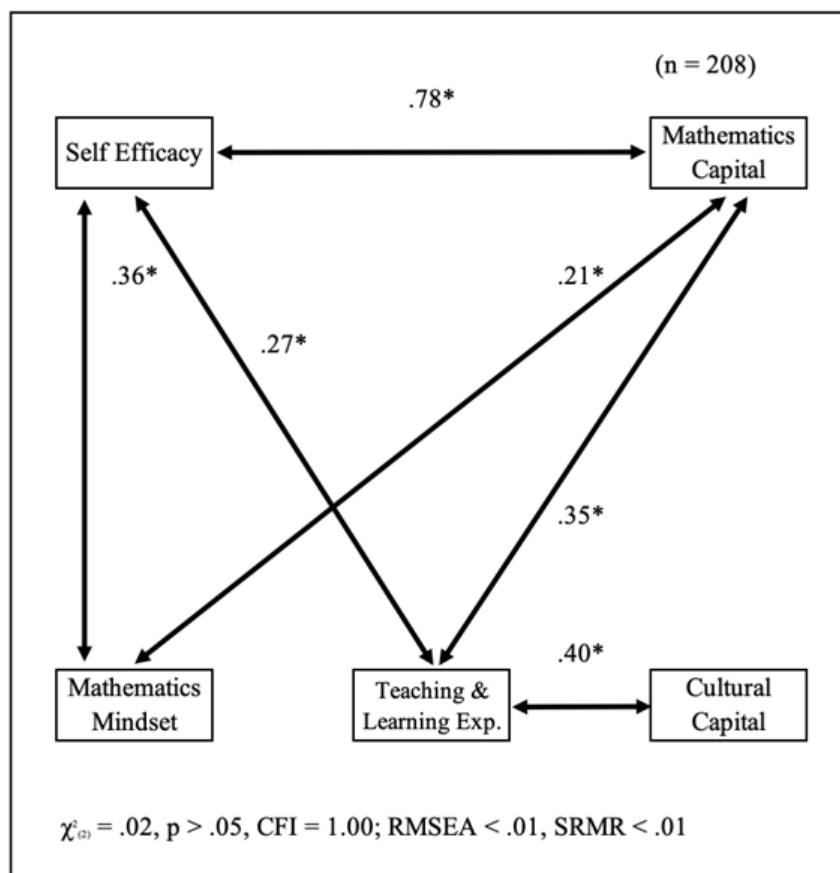 (n = 208)
.78*
Self Efficacy
Mathematics
Capital
.36*
.21*
.27*
.35*
.40*
Mathematics
Mindset
Teaching &
Learning Exp.
Cultural
Capital
χ²₍₂₎ = .02, p > .05, CFI = 1.00; RMSEA < .01, SRMR < .01